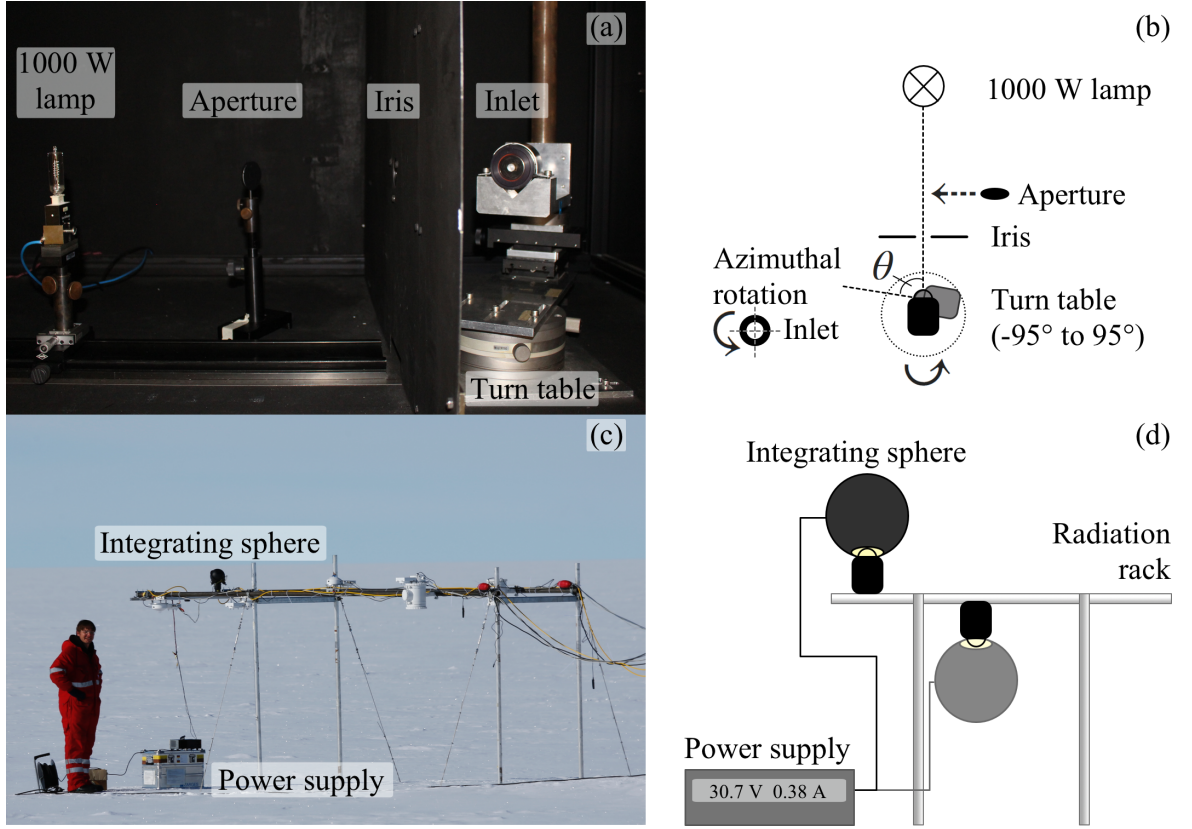 (a)
1000 W
lamp
Aperture
Iris
Inlet
Turn table
(b)
1000 W lamp
Aperture
Iris
Azimuthal
rotation
θ
Inlet
Turn table
(-95° to 95°)
(c)
Integrating sphere
Power supply
(d)
Integrating sphere
Radiation
rack
Power supply
30.7 V 0.38 A